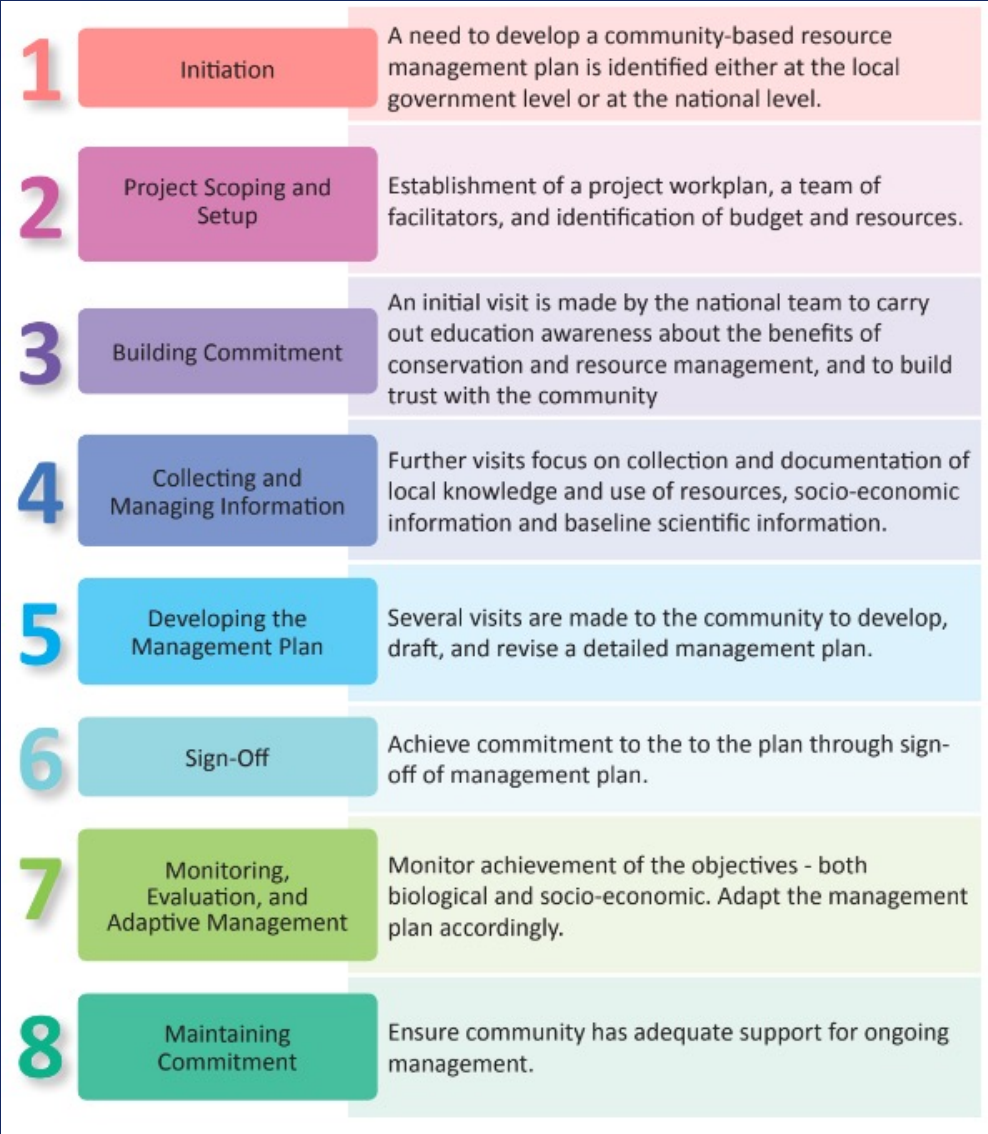 1
Initiation
A need to develop a community-based resource
management plan is identified either at the local
government level or at the national level.
2
Project Scoping and
Setup
Establishment of a project workplan, a team of
facilitators, and identification of budget and resources.
3
Building Commitment
An initial visit is made by the national team to carry
out education awareness about the benefits of
conservation and resource management, and to build
trust with the community
4
Collecting and
Managing Information
Further visits focus on collection and documentation of
local knowledge and use of resources, socio-economic
information and baseline scientific information.
5
Developing the
Management Plan
Several visits are made to the community to develop,
draft, and revise a detailed management plan.
6
Sign-Off
Achieve commitment to the to the plan through sign-
off of management plan.
7
Monitoring,
Evaluation, and
Adaptive Management
Monitor achievement of the objectives - both
biological and socio-economic. Adapt the management
plan accordingly.
8
Maintaining
Commitment
Ensure community has adequate support for ongoing
management.